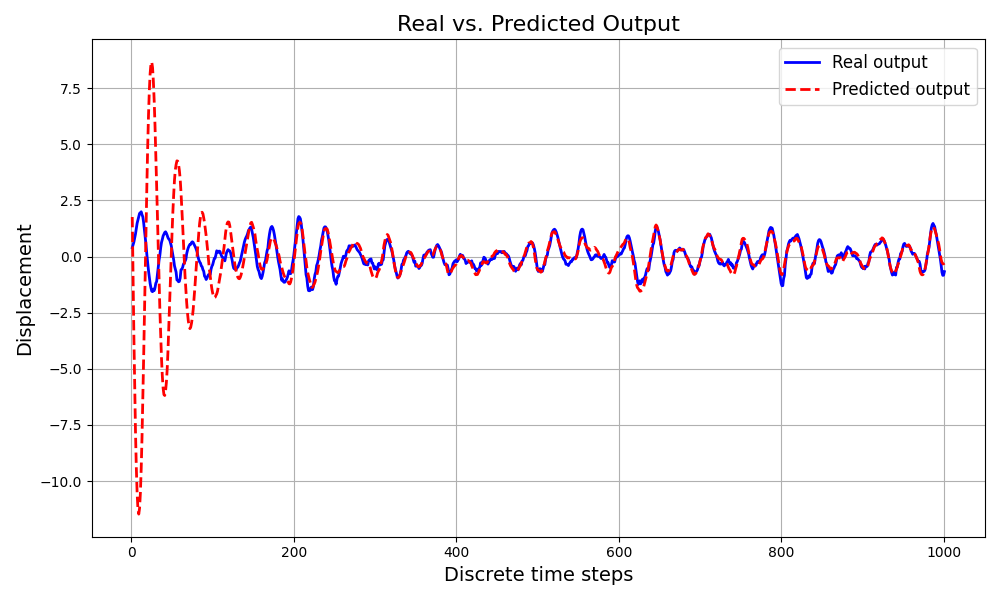 Real vs. Predicted Output
Real output
Predicted output
Displacement
7.5
5.0
2.5
0.0
−2.5
−5.0
−7.5
−10.0
0
200
400
600
800
1000
Discrete time steps